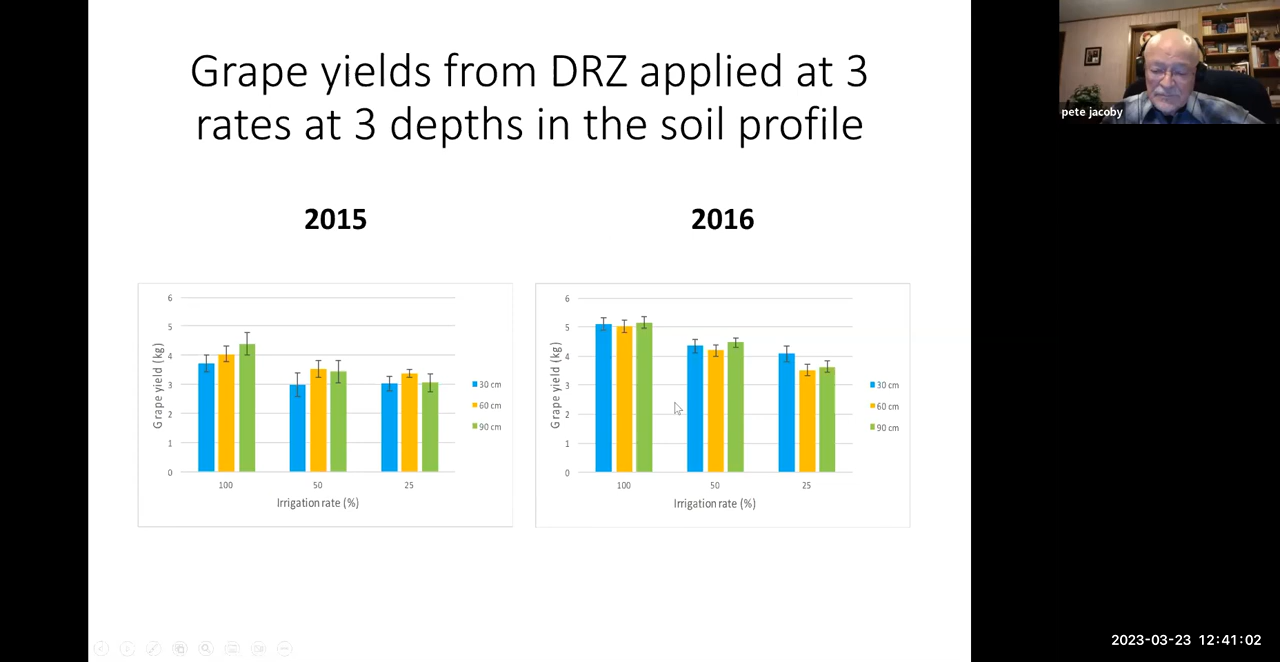 Grape yields from DRZ applied at 3
rates at 3 depths in the soil profile
pete jacoby
2015
2016
6
5
4
3
2
1
0
Grape yield (kg)
100
50
25
Irrigation rate (%)
30 cm
60 cm
90 cm
6
5
4
3
2
1
0
Grape yield (kg)
100
50
25
Irrigation rate (%)
30 cm
60 cm
90 cm
2023-03-23 12:41:02